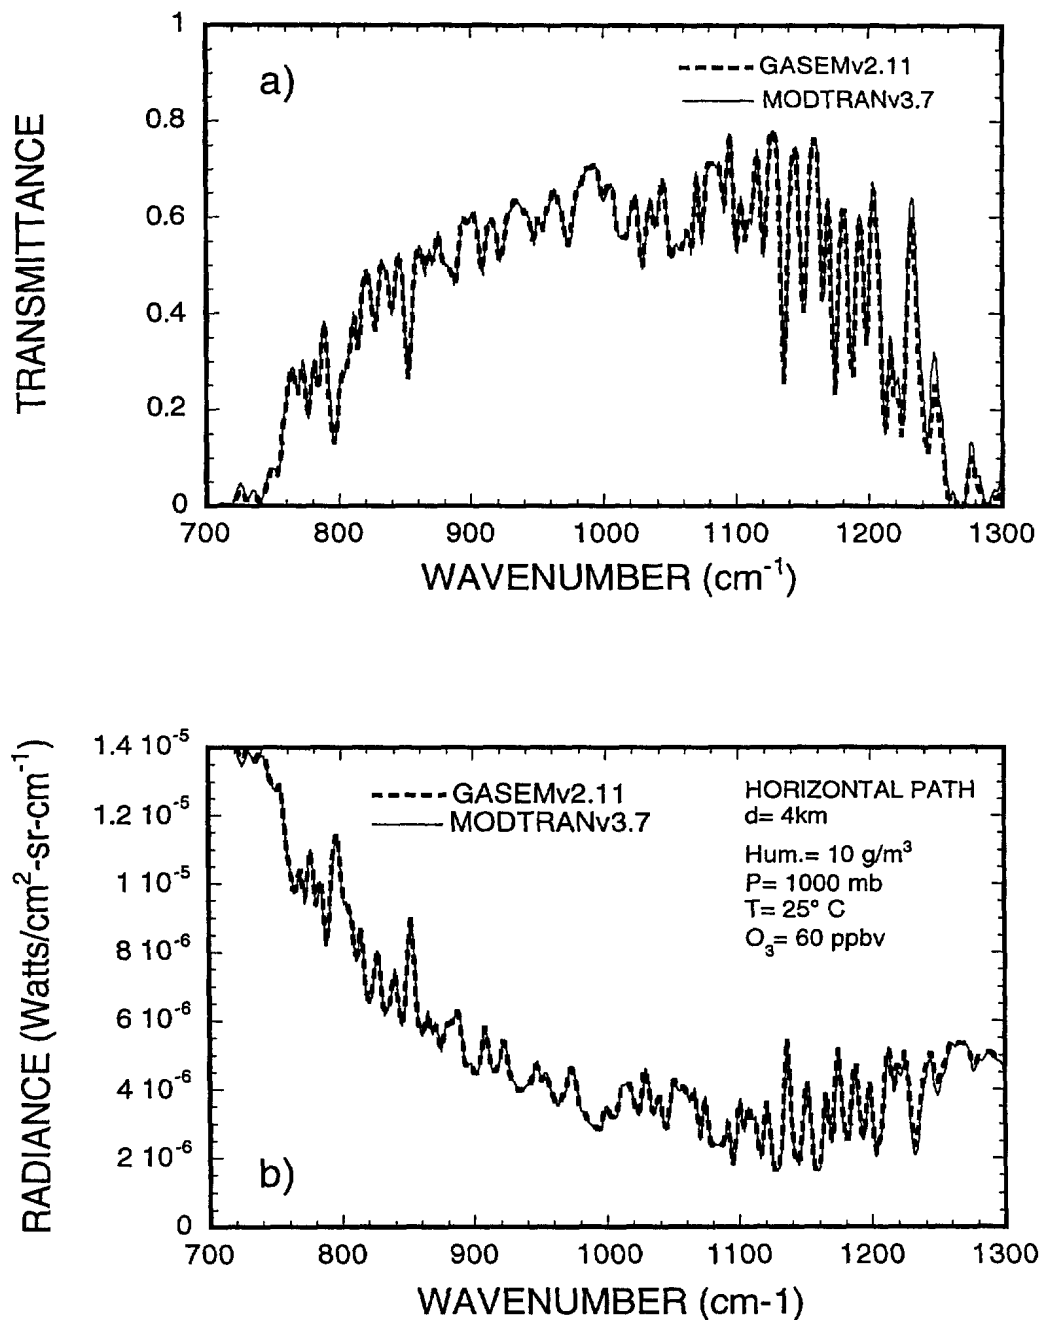 a)
GASEMv2.11
MODTRANv3.7
TRANSMITTANCE
1
0.8
0.6
0.4
0.2
0
700 800 900 1000 1100 1200 1300
WAVENUMBER (cm⁻¹)
RADIANCE (Watts/cm²-sr-cm⁻¹)
1.4 10⁻⁵
1.2 10⁻⁵
1 10⁻⁵
8 10⁻⁶
6 10⁻⁶
4 10⁻⁶
2 10⁻⁶
0
GASEMv2.11
MODTRANv3.7
HORIZONTAL PATH
d= 4km
Hum.= 10 g/m³
P= 1000 mb
T= 25° C
O₃= 60 ppbv
b)
700 800 900 1000 1100 1200 1300
WAVENUMBER (cm-1)